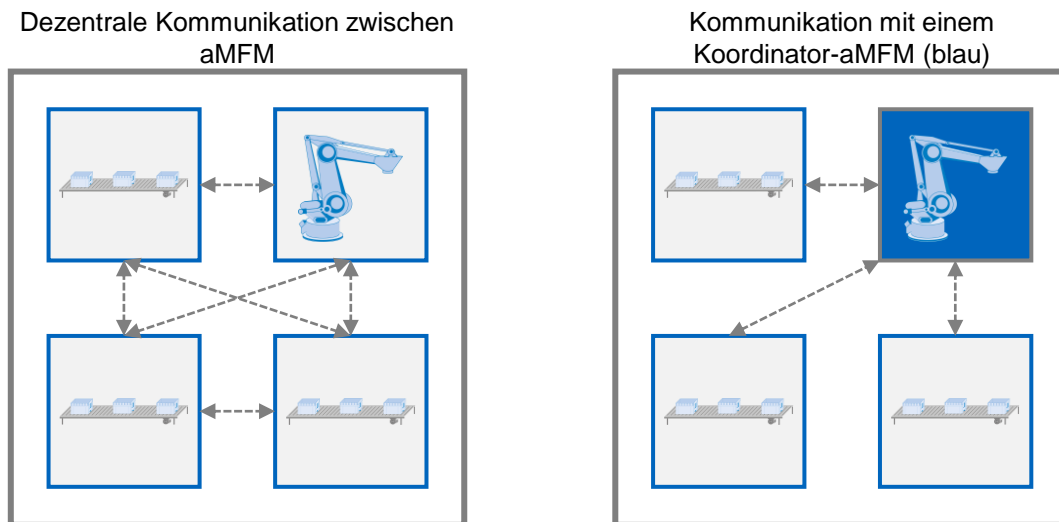 Dezentrale Kommunikation zwischen
aMFM
Kommunikation mit einem
Koordinator-aMFM (blau)